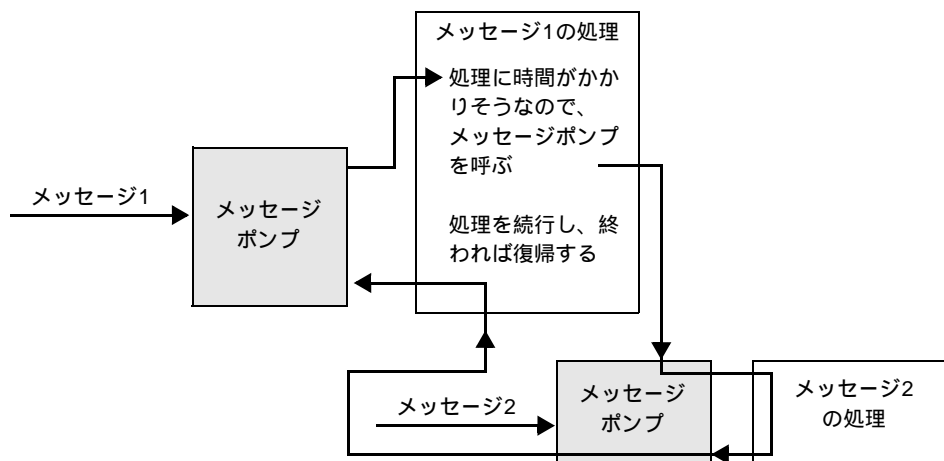 メッセージ1の処理
処理に時間がかか
りそうなので、
メッセージポンプ
を呼ぶ
処理を続行し、終
われば復帰する
メッセージ1
メッセージ
ポンプ
メッセージ2
メッセージ
ポンプ
メッセージ2
の処理